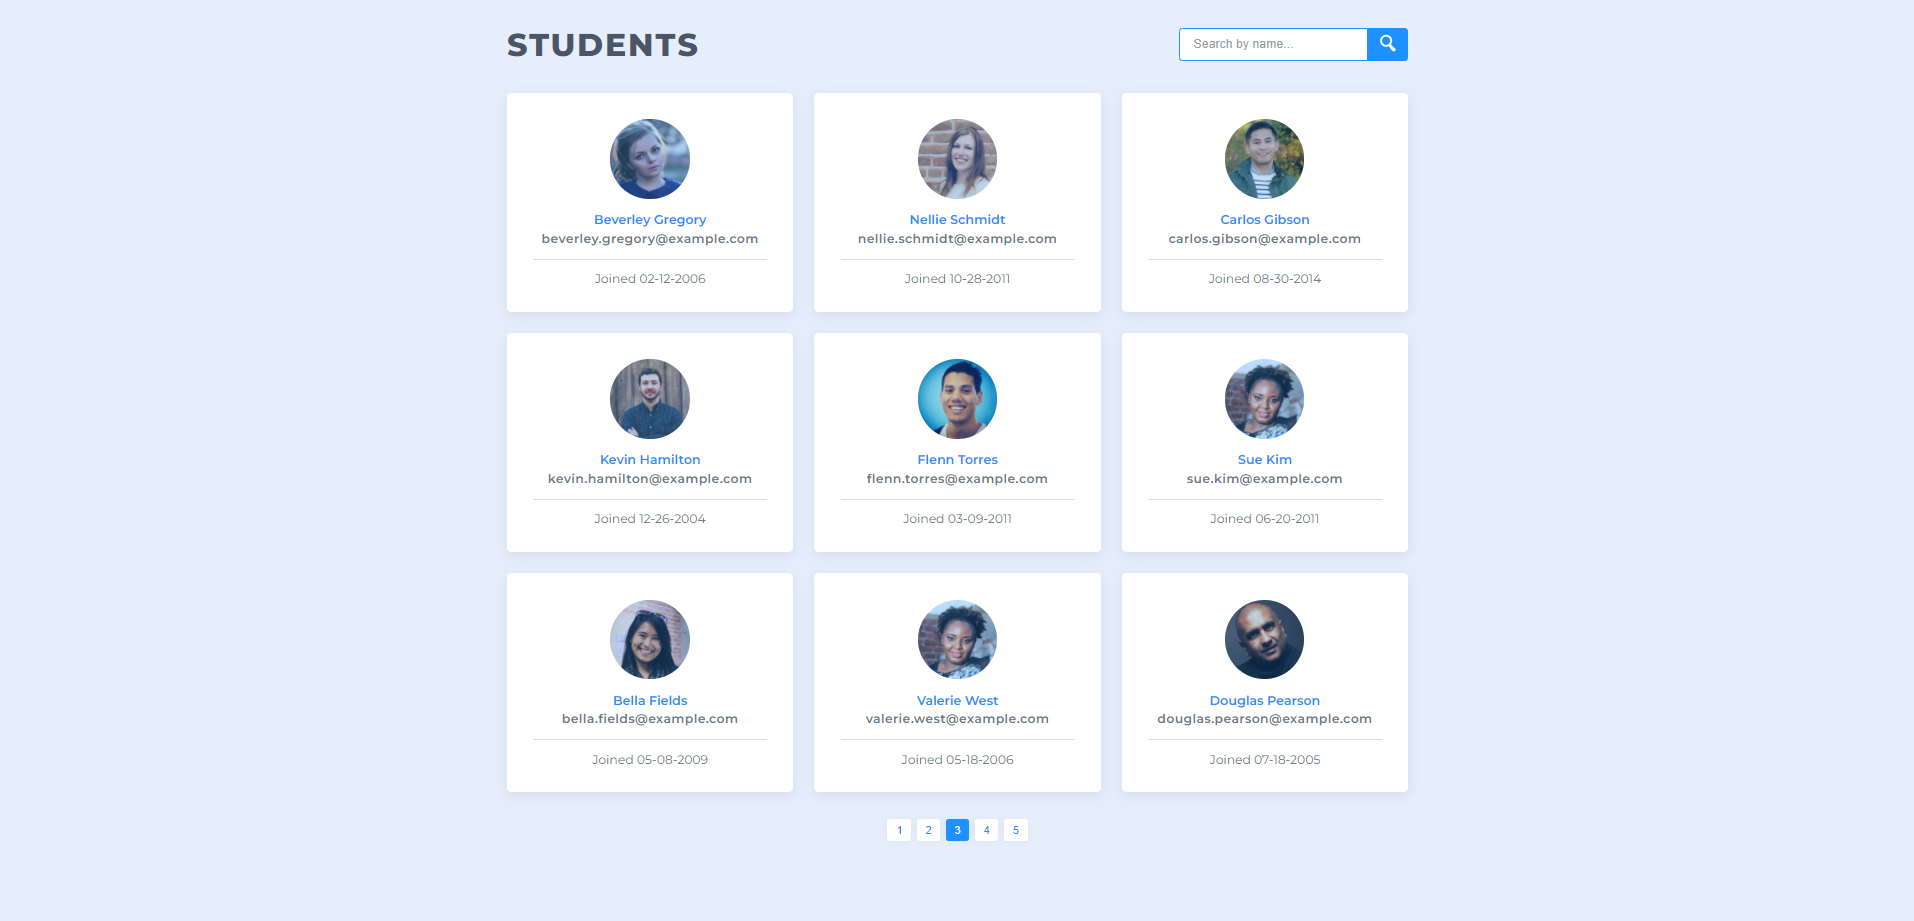 STUDENTS
Search by name...
Beverley Gregory
beverley.gregory@example.com
Joined 02-12-2006
Nellie Schmidt
nellie.schmidt@example.com
Joined 10-28-2011
Carlos Gibson
carlos.gibson@example.com
Joined 08-30-2014
Kevin Hamilton
kevin.hamilton@example.com
Joined 12-26-2004
Flenn Torres
flenn.torres@example.com
Joined 03-09-2011
Sue Kim
sue.kim@example.com
Joined 06-20-2011
Bella Fields
bella.fields@example.com
Joined 05-08-2009
Valerie West
valerie.west@example.com
Joined 05-18-2006
Douglas Pearson
douglas.pearson@example.com
Joined 07-18-2005
1 2 3 4 5